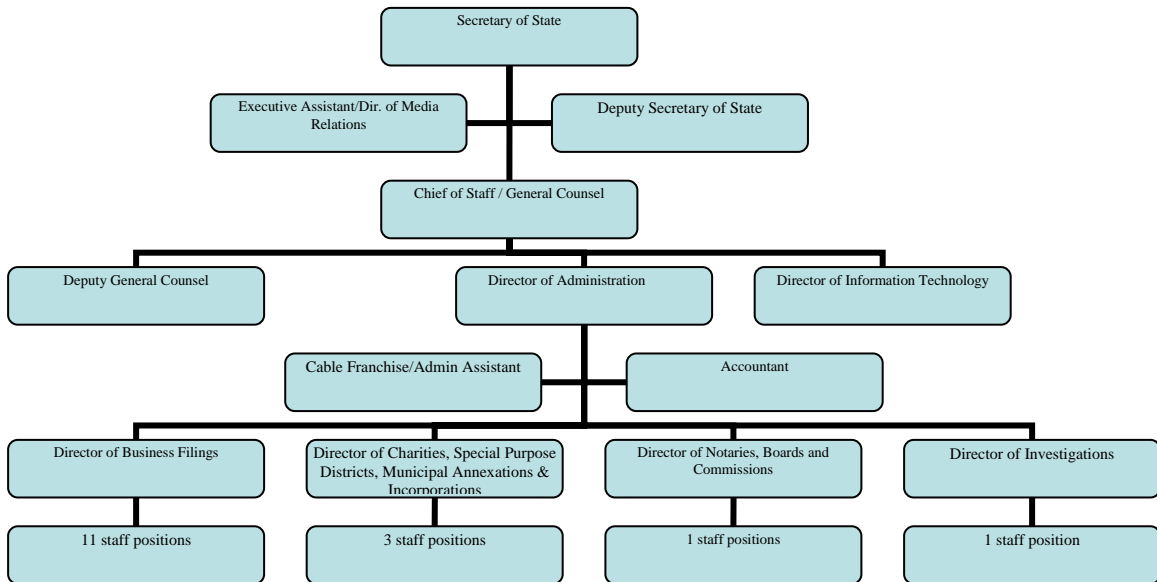 Secretary of State
Executive Assistant/Dir. of Media
Relations
Deputy Secretary of State
Chief of Staff / General Counsel
Deputy General Counsel
Director of Administration
Director of Information Technology
Cable Franchise/Admin Assistant
Accountant
Director of Business Filings
Director of Charities, Special Purpose
Districts, Municipal Annexations &
Incorporations
Director of Notaries, Boards and
Commissions
Director of Investigations
11 staff positions
3 staff positions
1 staff positions
1 staff position